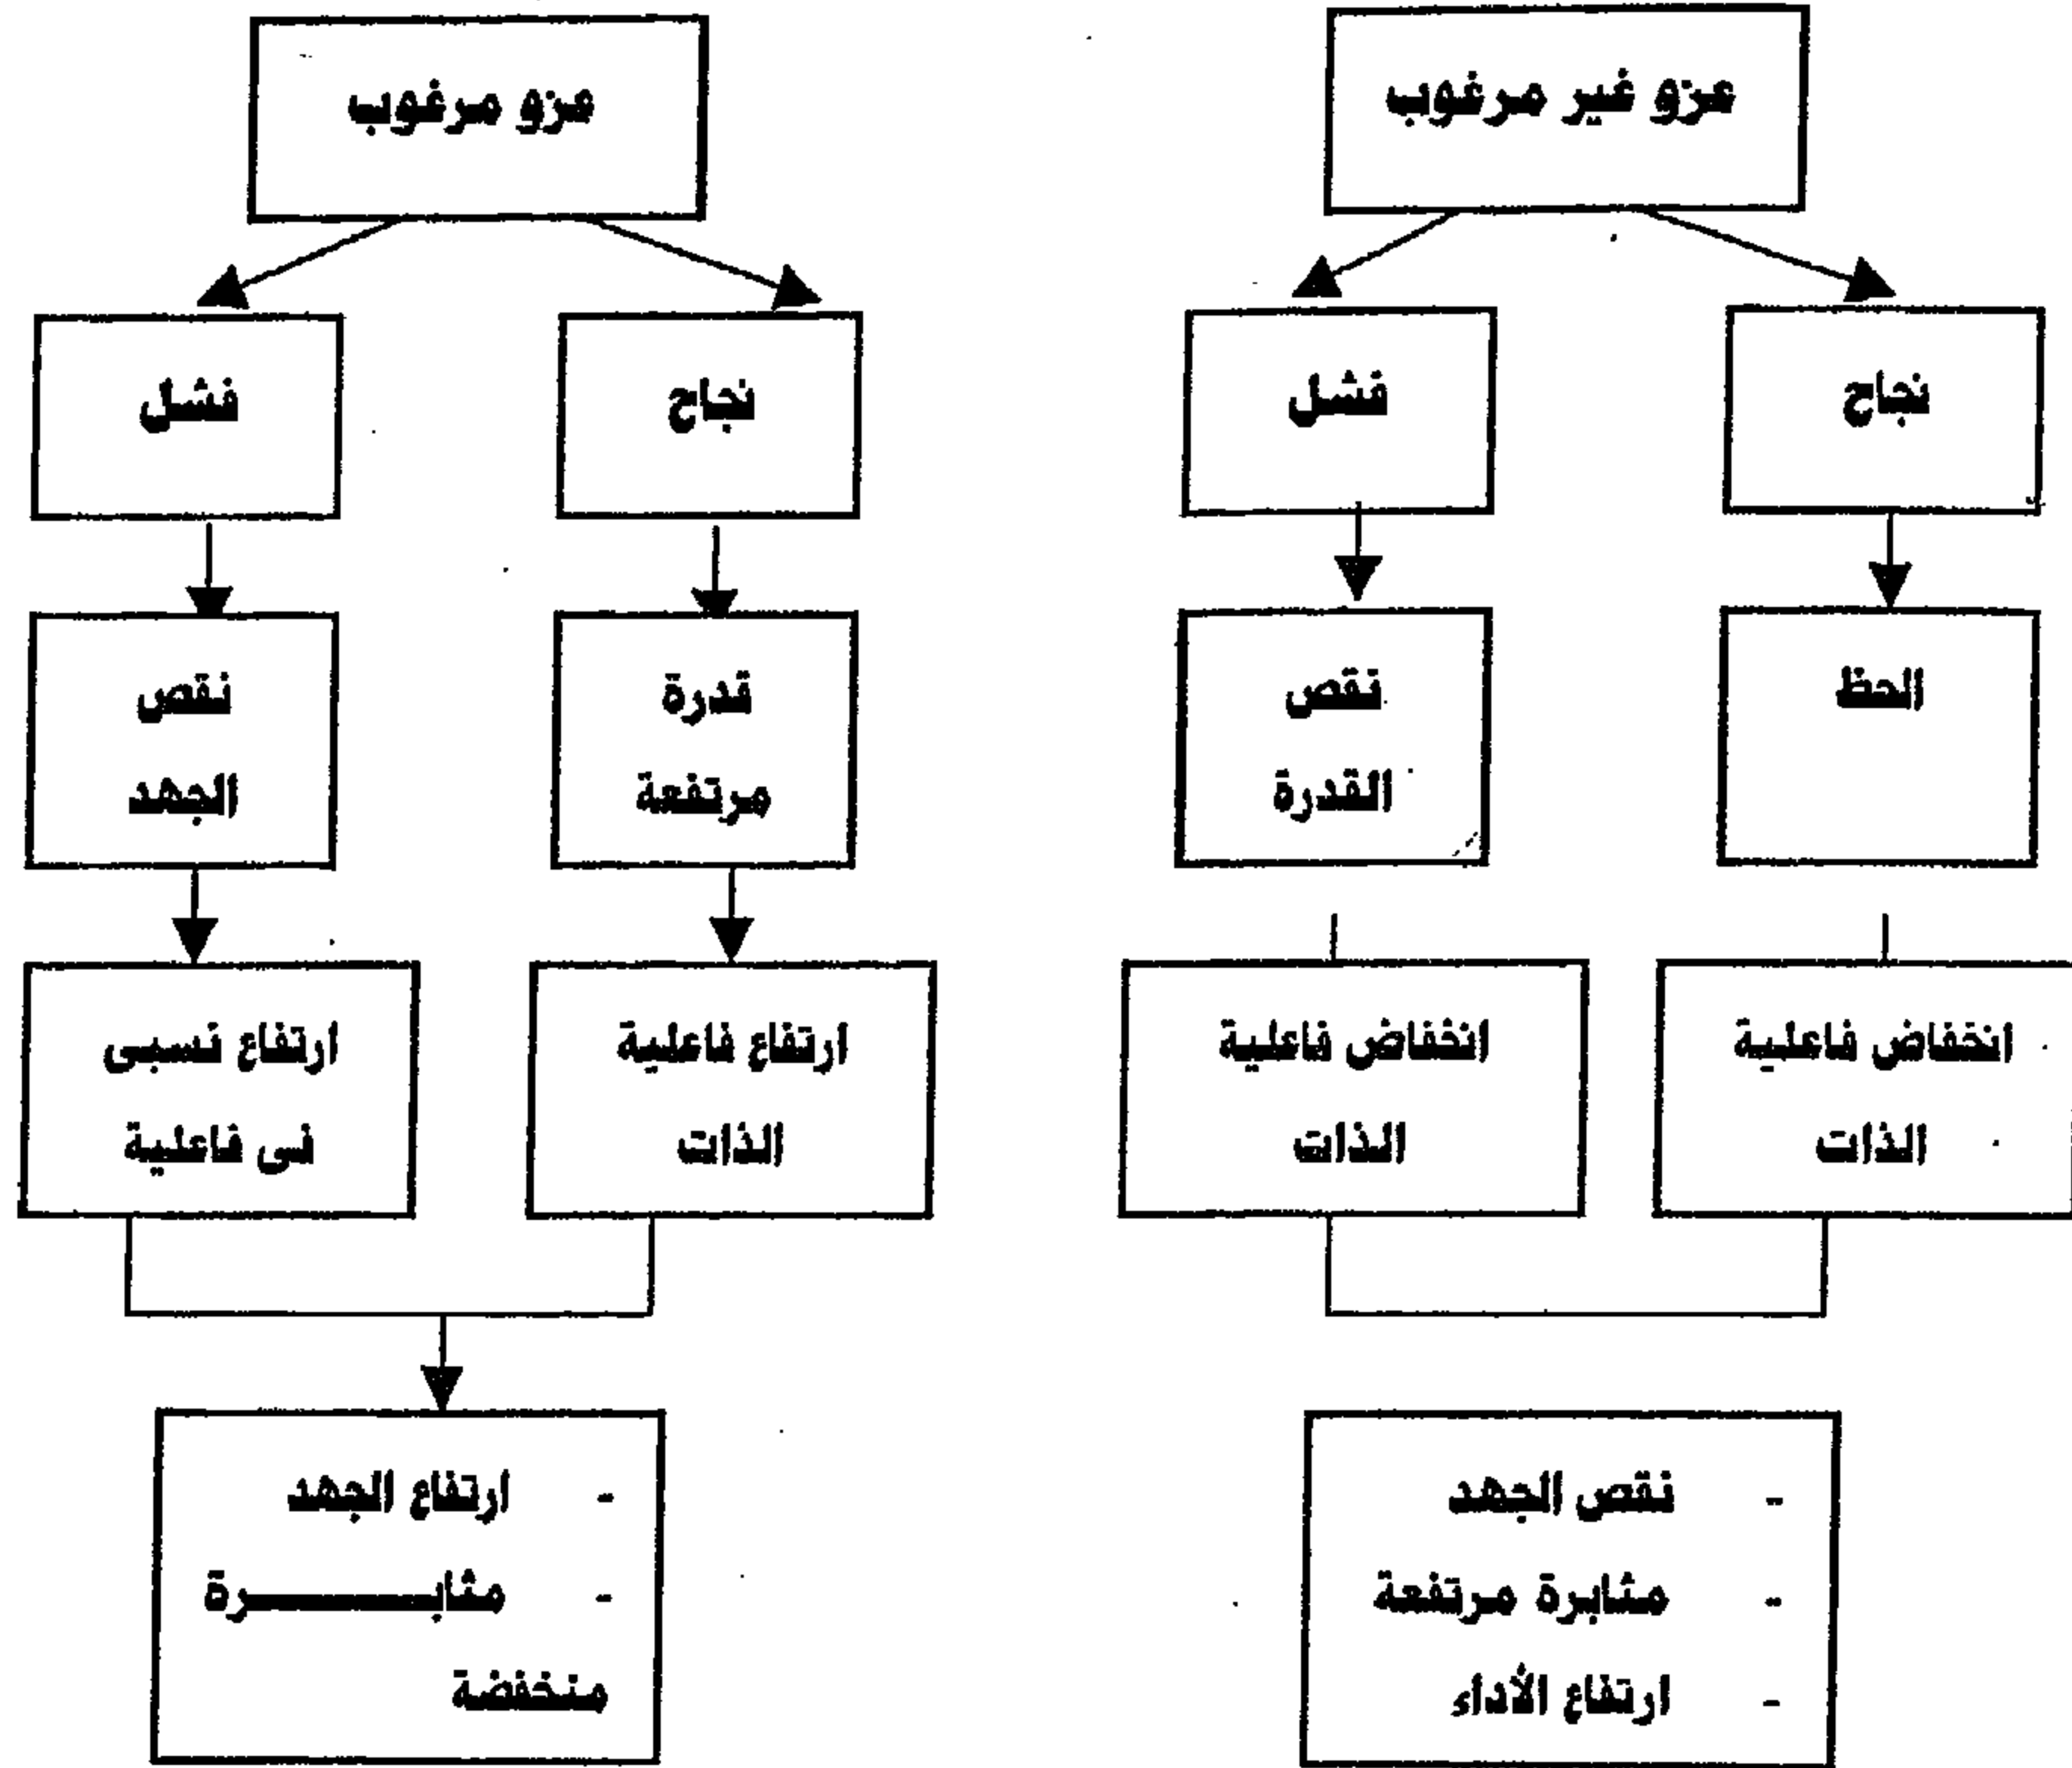 عزو غير مرغوب
عزو مرغوب
نجاح
فشل
نجاح
فشل
الحظ
نقص
القدرة
قدرة
مرتفعة
نقص
الجهد
انخفاض فاعلية
الذات
انخفاض فاعلية
الذات
ارتفاع فاعلية
الذات
ارتفاع نسبى
فى فاعلية
- نقص الجهد
- مثابرة مرتفعة
- ارتفاع الأداء
- ارتفاع الجهد
- مثابـــــــــرة
منخفضة